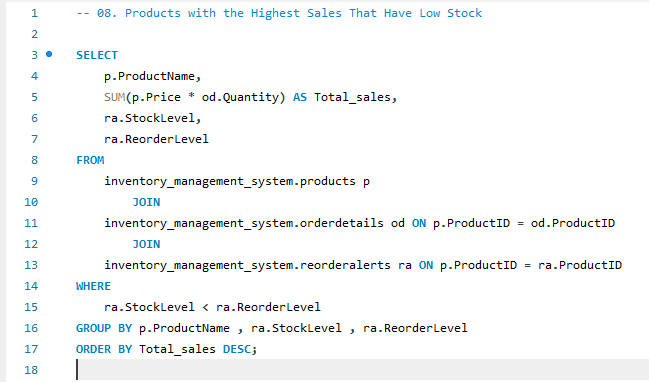 1 -- 08. Products with the Highest Sales That Have Low Stock
2
3 SELECT
4 p.ProductName,
5 SUM(p.Price * od.Quantity) AS Total_sales,
6 ra.StockLevel,
7 ra.ReorderLevel
8 FROM
9 inventory_management_system.products p
10 JOIN
11 inventory_management_system.orderdetails od ON p.ProductID = od.ProductID
12 JOIN
13 inventory_management_system.reorderalerts ra ON p.ProductID = ra.ProductID
14 WHERE
15 ra.StockLevel < ra.ReorderLevel
16 GROUP BY p.ProductName , ra.StockLevel , ra.ReorderLevel
17 ORDER BY Total_sales DESC;
18